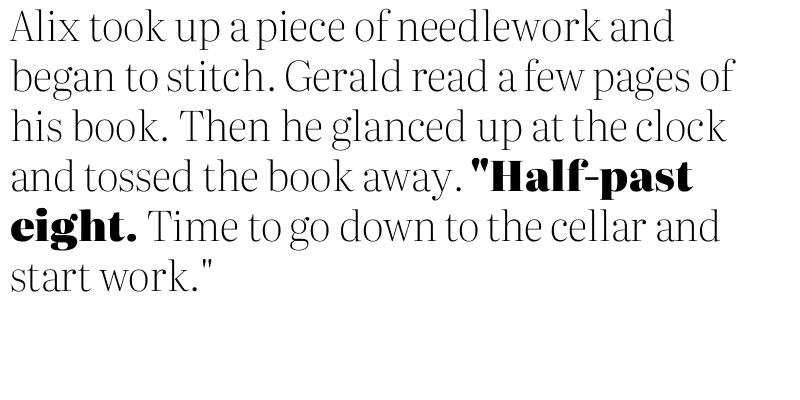 Alix took up a piece of needlework and
began to stitch. Gerald read a few pages of
his book. Then he glanced up at the clock
and tossed the book away. "Half-past
eight. Time to go down to the cellar and
start work."